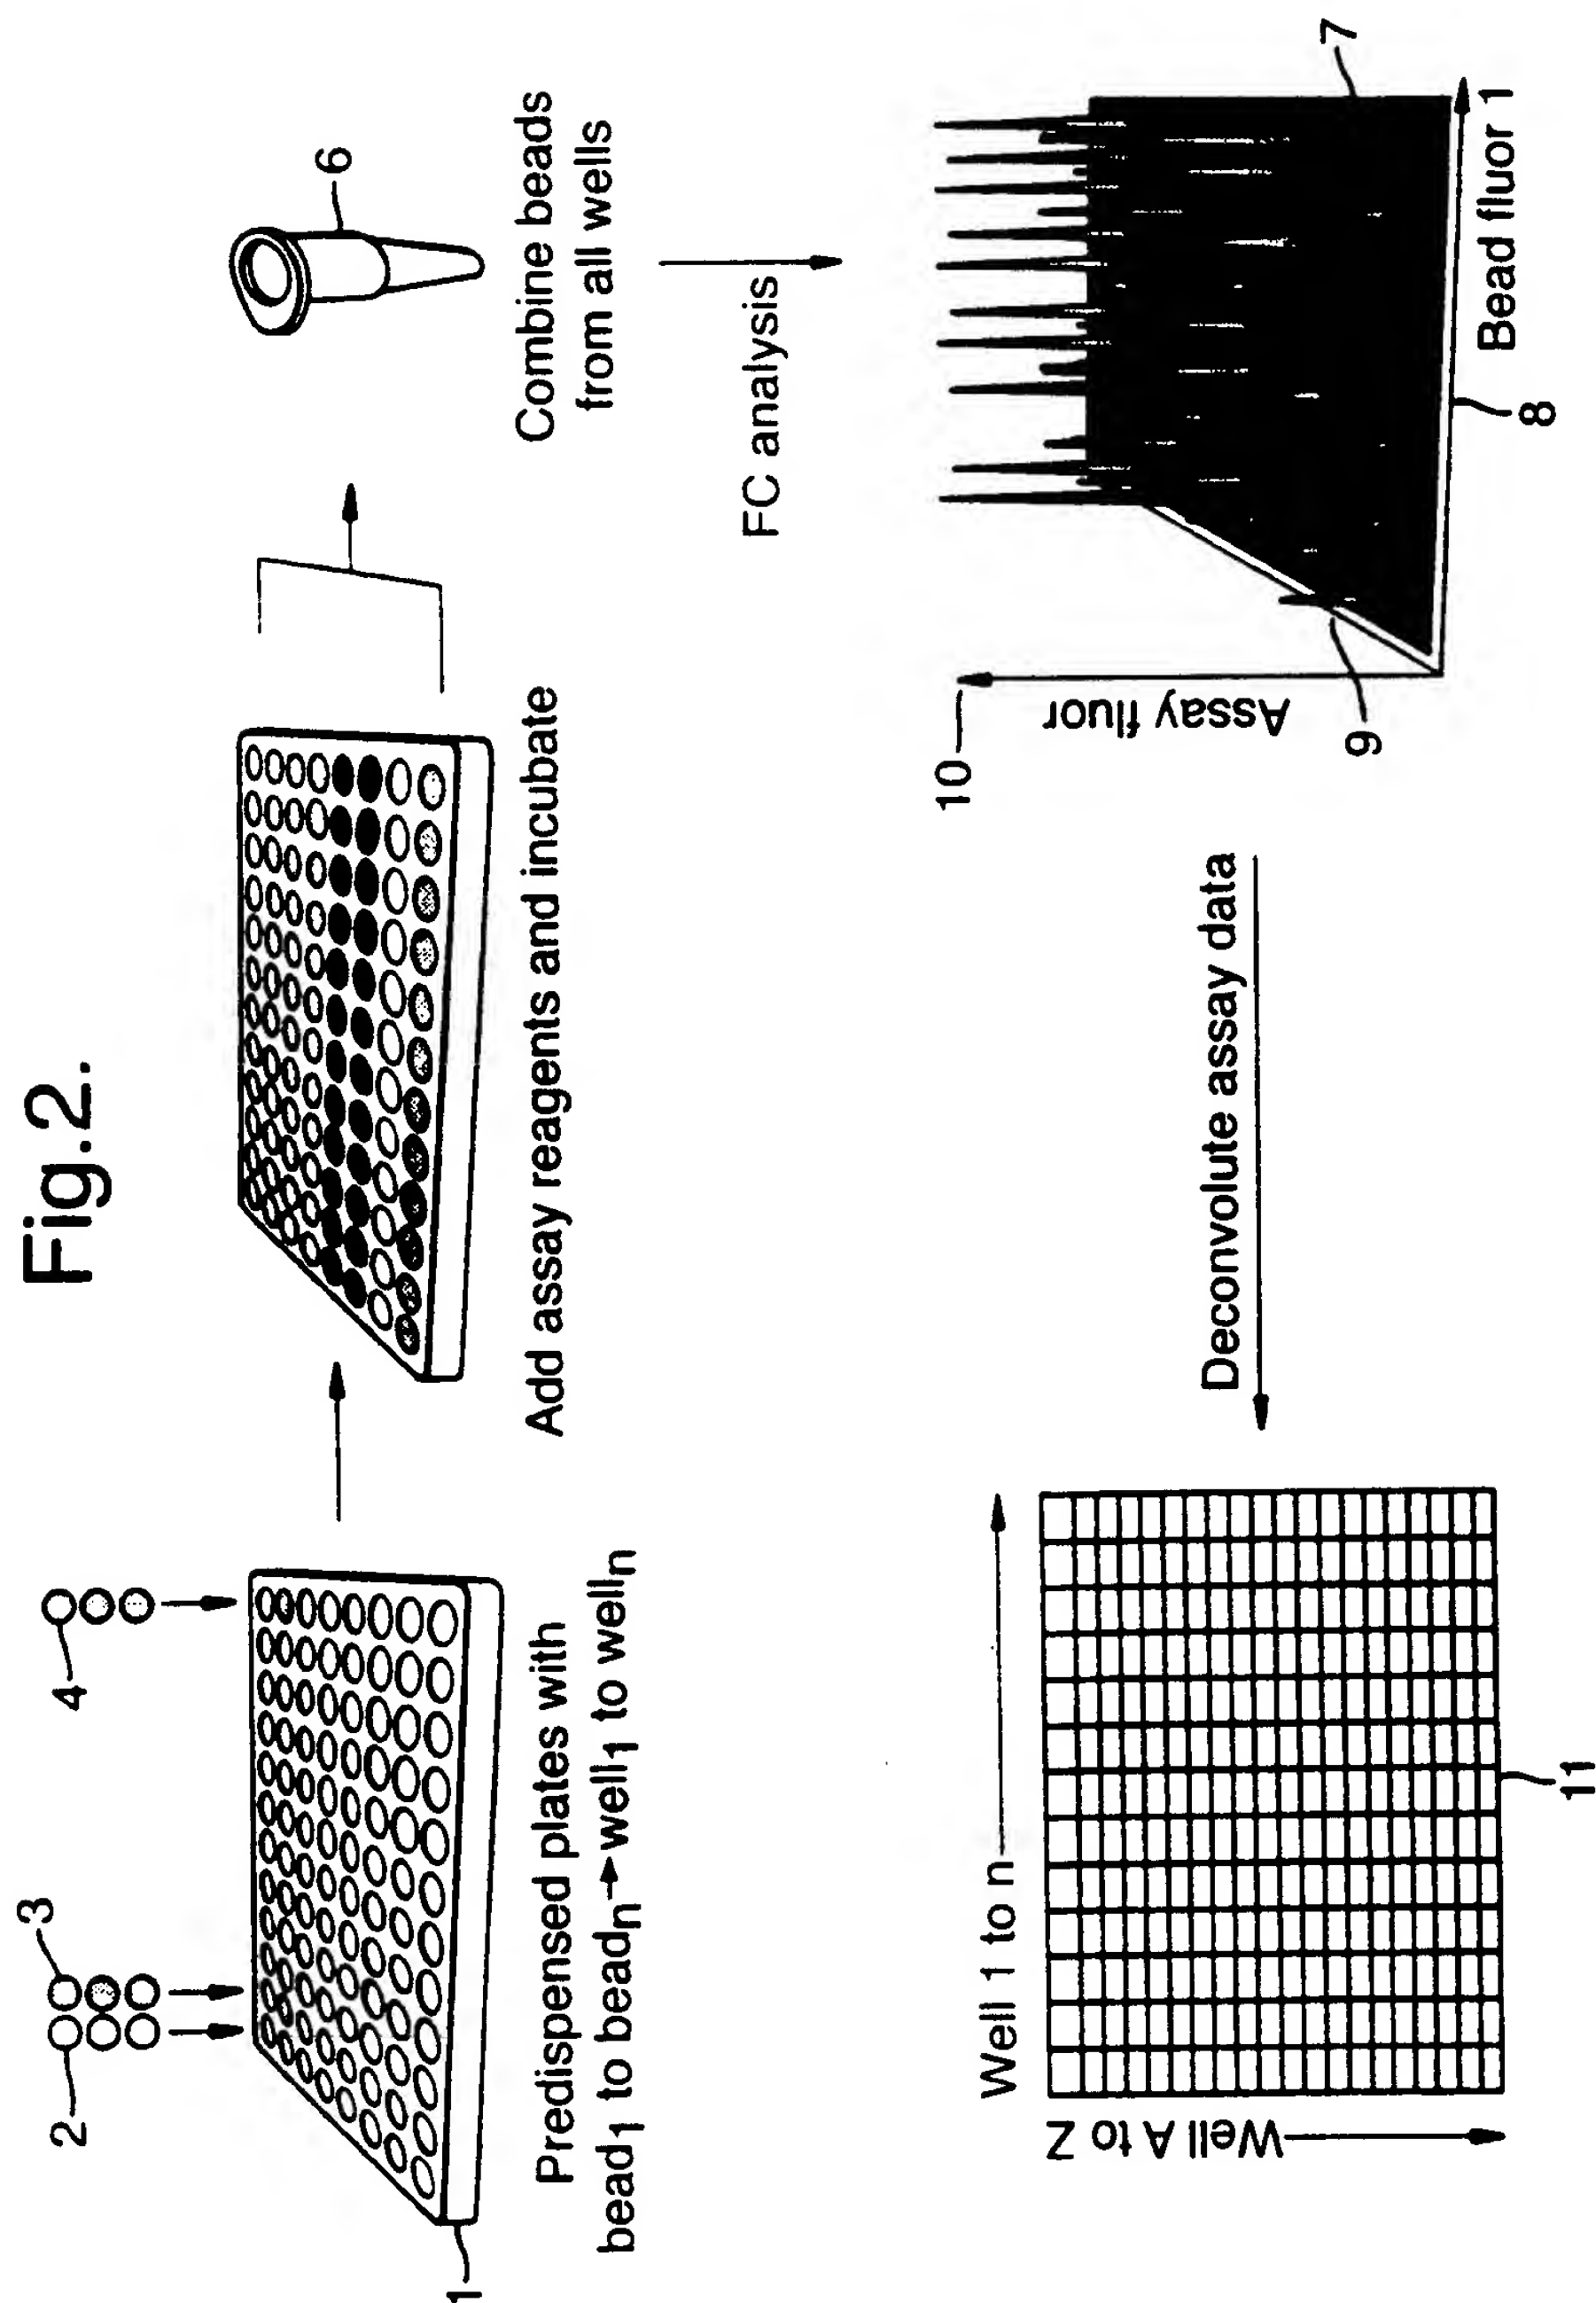 Fig.2.
2
3
4
1
Predispensed plates with
bead1 to beadn→well1 to welln
Add assay reagents and incubate
6
Combine beads
from all wells
FC analysis
10
Assay fluor
9
7
8
Bead fluor 1
Deconvolute assay data
Well 1 to n
Well A to Z
11